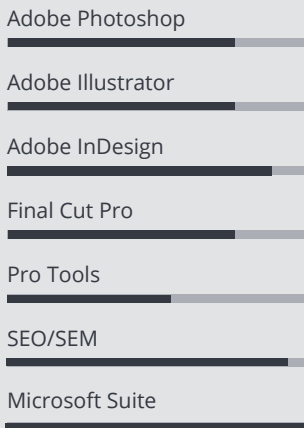 Adobe Photoshop
Adobe Illustrator
Adobe InDesign
Final Cut Pro
Pro Tools
SEO/SEM
Microsoft Suite